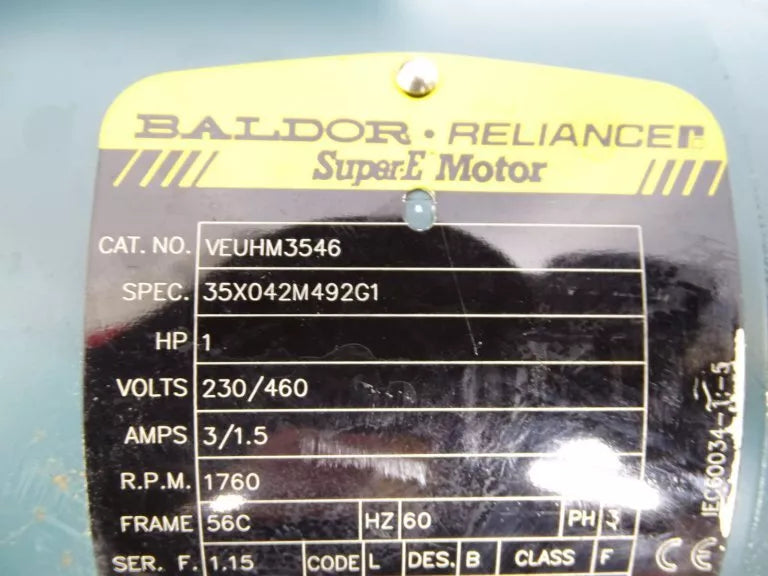 BALDOR • RELIANCE
Super-E Motor
CAT. NO. VEUHM3546
SPEC. 35X042M492G1
HP 1
VOLTS 230/460
AMPS 3/1.5
R.P.M. 1760
FRAME 56C HZ 60 PH 3
SER. F. 1.15 CODE L DES. B CLASS F CE
IEC60034-1-5